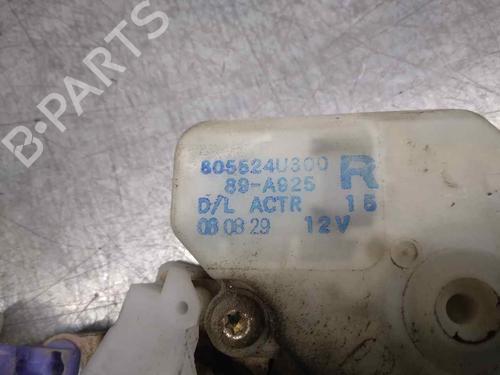 805524U300
89-A925 R
D/L ACTR 15
08 08 29 12V
B-PARTS